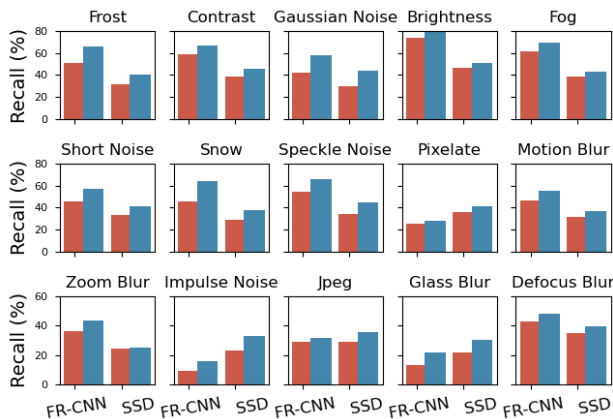 Frost Contrast Gaussian Noise Brightness Fog
Recall (%)
80
60
40
20
0
Short Noise Snow Speckle Noise Pixelate Motion Blur
Recall (%)
80
60
40
20
0
Zoom Blur Impulse Noise Jpeg Glass Blur Defocus Blur
Recall (%)
60
40
20
0
FR-CNN SSD FR-CNN SSD FR-CNN SSD FR-CNN SSD FR-CNN SSD